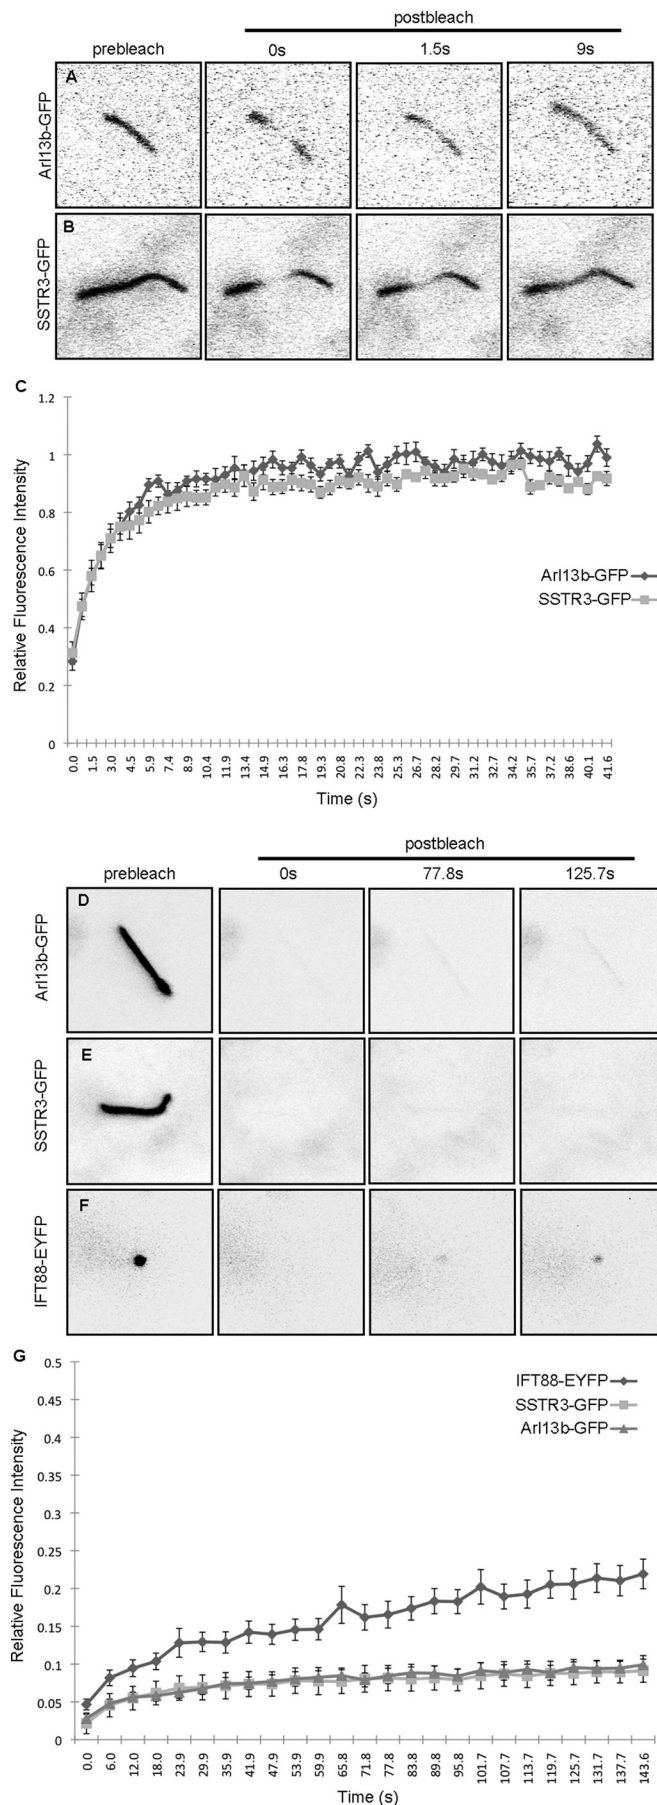 postbleach
prebleach 0s 1.5s 9s
A
Arl13b-GFP
B
SSTR3-GFP
C
1.2
1
0.8
0.6
0.4
0.2
0
Relative Fluorescence Intensity
Arl13b-GFP
SSTR3-GFP
0.0 1.5 3.0 4.5 5.9 7.4 8.9 10.4 11.9 13.4 14.9 16.3 17.8 19.3 20.8 22.3 23.8 25.3 26.7 28.2 29.7 31.2 32.7 34.2 35.7 37.2 38.6 40.1 41.6
Time (s)
postbleach
prebleach 0s 77.8s 125.7s
D
Arl13b-GFP
E
SSTR3-GFP
F
IFT88-EYFP
G
0.5
0.45
0.4
0.35
0.3
0.25
0.2
0.15
0.1
0.05
0
Relative Fluorescence Intensity
IFT88-EYFP
SSTR3-GFP
Arl13b-GFP
0.0 6.0 12.0 18.0 23.9 29.9 35.9 41.9 47.9 53.9 59.9 65.8 71.8 77.8 83.8 89.8 95.8 101.7 107.7 113.7 119.7 125.7 131.7 137.7 143.6
Time (s)